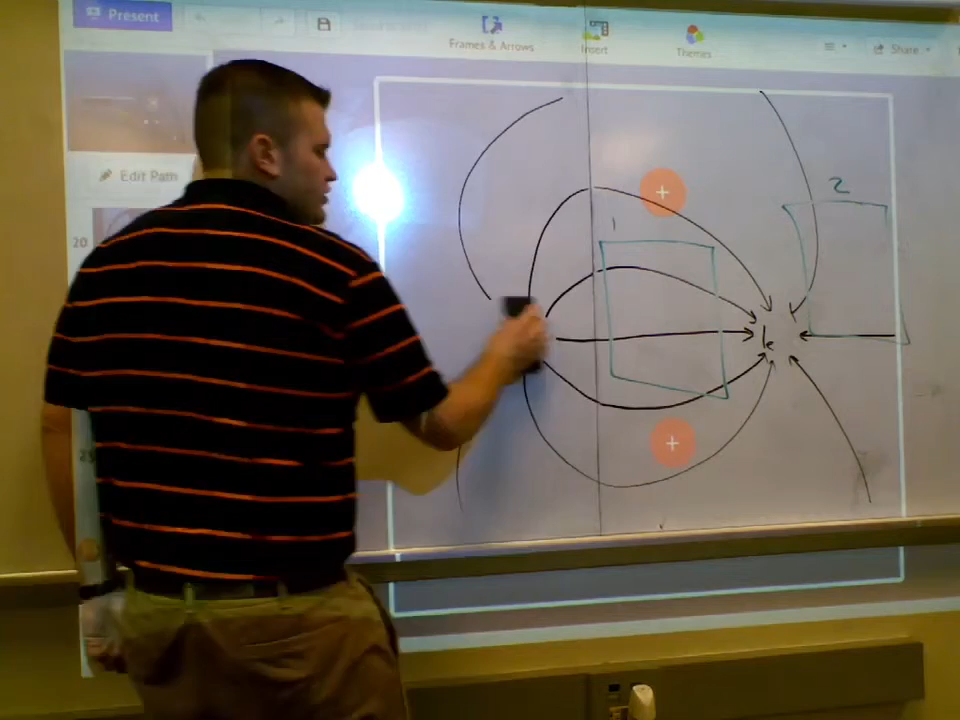 Present
Frames & Arrows
Insert
Themes
Share
Edit Path
20
1
2
+
+